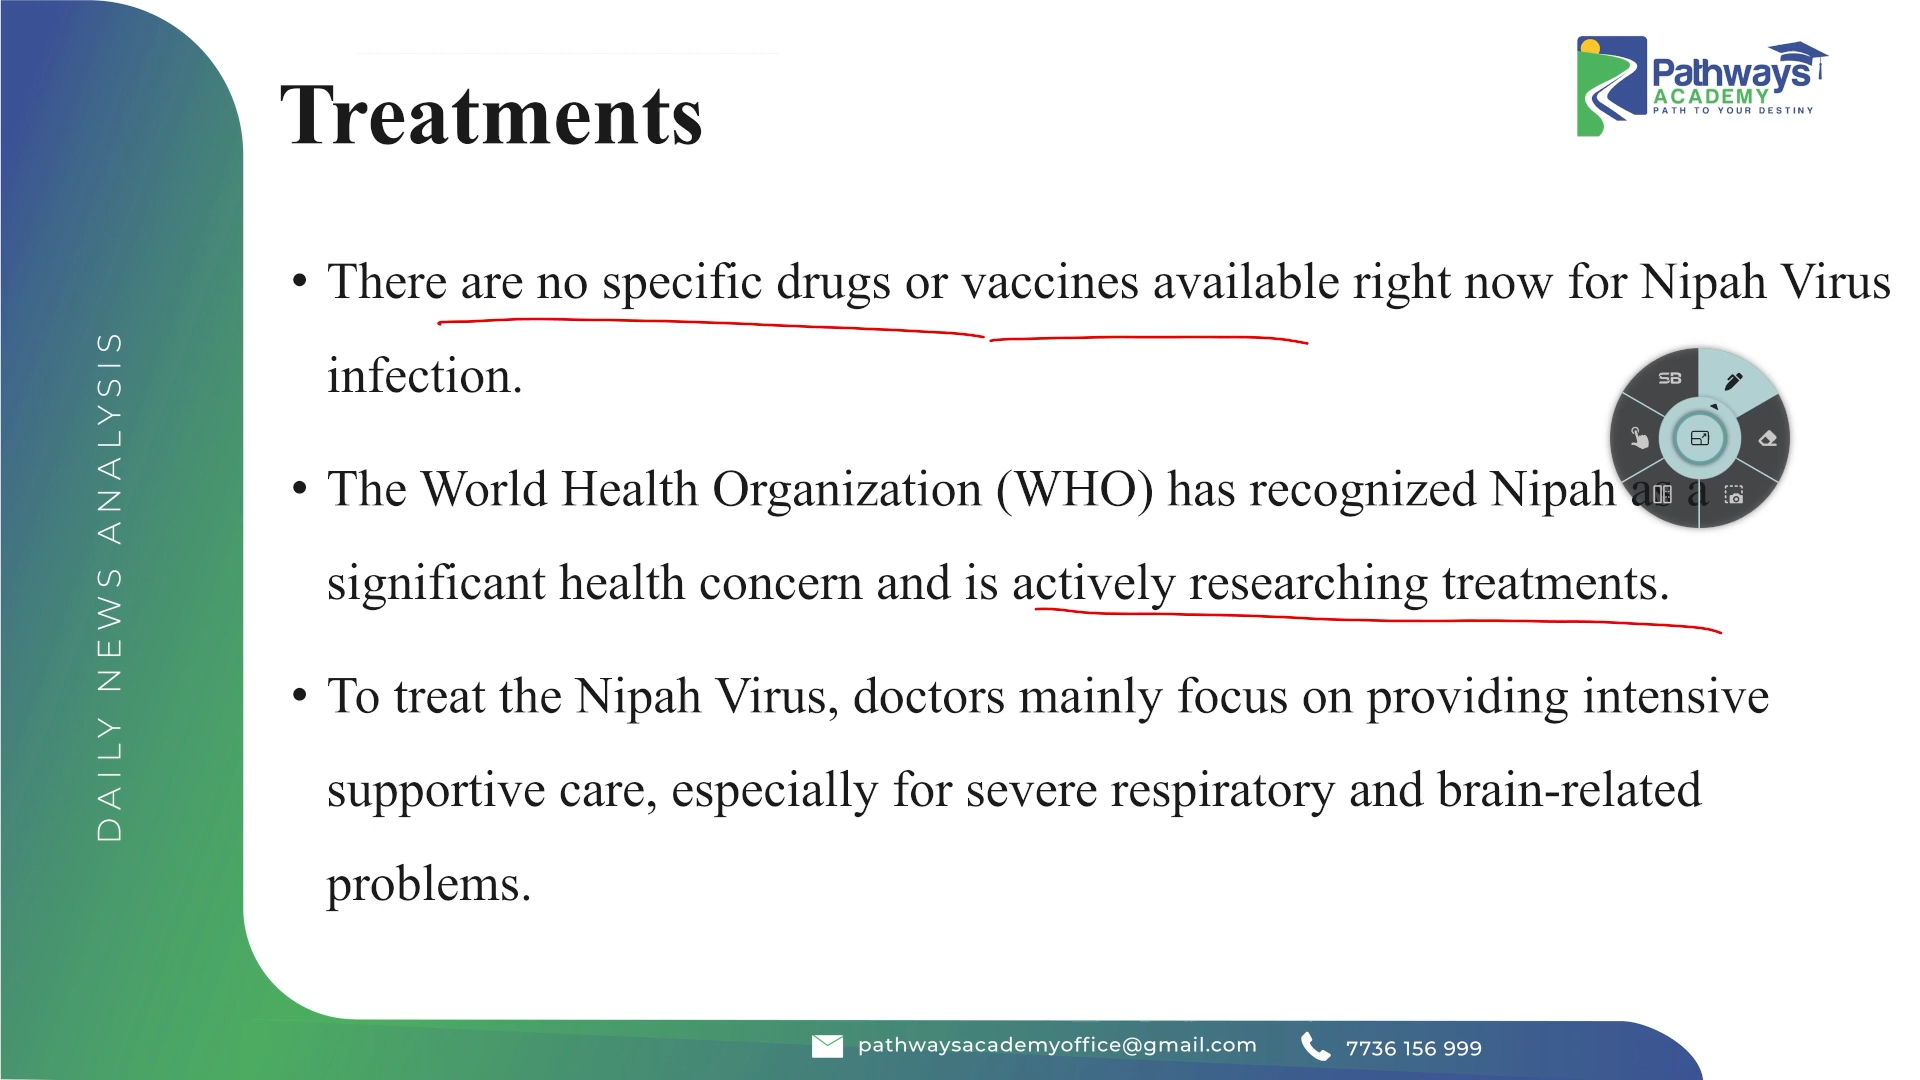 Pathways
ACADEMY
PATH TO YOUR DESTINY
Treatments
• There are no specific drugs or vaccines available right now for Nipah Virus
infection.
SB
• The World Health Organization (WHO) has recognized Nipah as a
significant health concern and is actively researching treatments.
• To treat the Nipah Virus, doctors mainly focus on providing intensive
supportive care, especially for severe respiratory and brain-related
problems.
DAILY NEWS ANALYSIS
pathwaysacademyoffice@gmail.com
7736 156 999